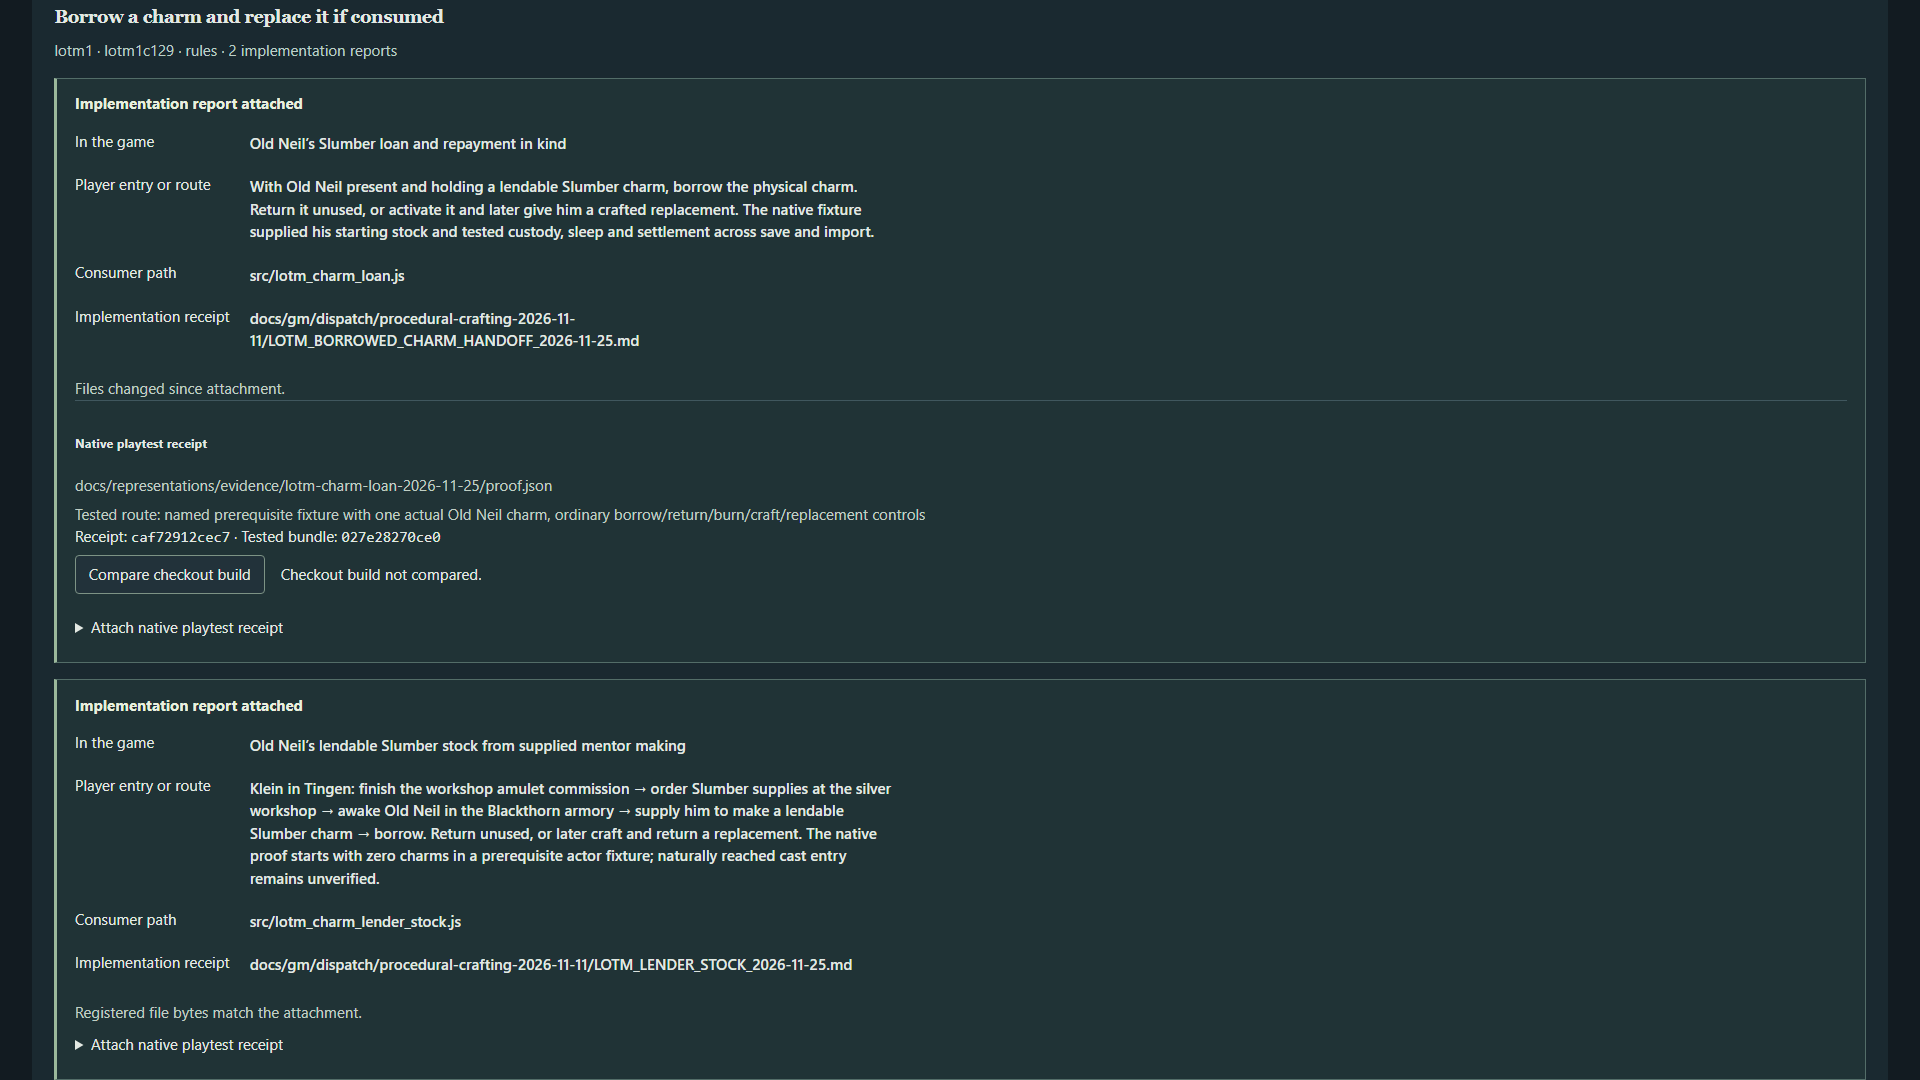 Borrow a charm and replace it if consumed
lotm1 · lotm1c129 · rules · 2 implementation reports
Implementation report attached
In the game
Old Neil's Slumber loan and repayment in kind
Player entry or route
With Old Neil present and holding a lendable Slumber charm, borrow the physical charm.
Return it unused, or activate it and later give him a crafted replacement. The native fixture
supplied his starting stock and tested custody, sleep and settlement across save and import.
Consumer path
src/lotm_charm_loan.js
Implementation receipt
docs/gm/dispatch/procedural-crafting-2026-11-
11/LOTM_BORROWED_CHARM_HANDOFF_2026-11-25.md
Files changed since attachment.
Native playtest receipt
docs/representations/evidence/lotm-charm-loan-2026-11-25/proof.json
Tested route: named prerequisite fixture with one actual Old Neil charm, ordinary borrow/return/burn/craft/replacement controls
Receipt: caf72912cec7 · Tested bundle: 027e28270ce0
Compare checkout build
Checkout build not compared.
▶ Attach native playtest receipt
Implementation report attached
In the game
Old Neil's lendable Slumber stock from supplied mentor making
Player entry or route
Klein in Tingen: finish the workshop amulet commission → order Slumber supplies at the silver
workshop → awake Old Neil in the Blackthorn armory → supply him to make a lendable
Slumber charm → borrow. Return unused, or later craft and return a replacement. The native
proof starts with zero charms in a prerequisite actor fixture; naturally reached cast entry
remains unverified.
Consumer path
src/lotm_charm_lender_stock.js
Implementation receipt
docs/gm/dispatch/procedural-crafting-2026-11-11/LOTM_LENDER_STOCK_2026-11-25.md
Registered file bytes match the attachment.
▶ Attach native playtest receipt